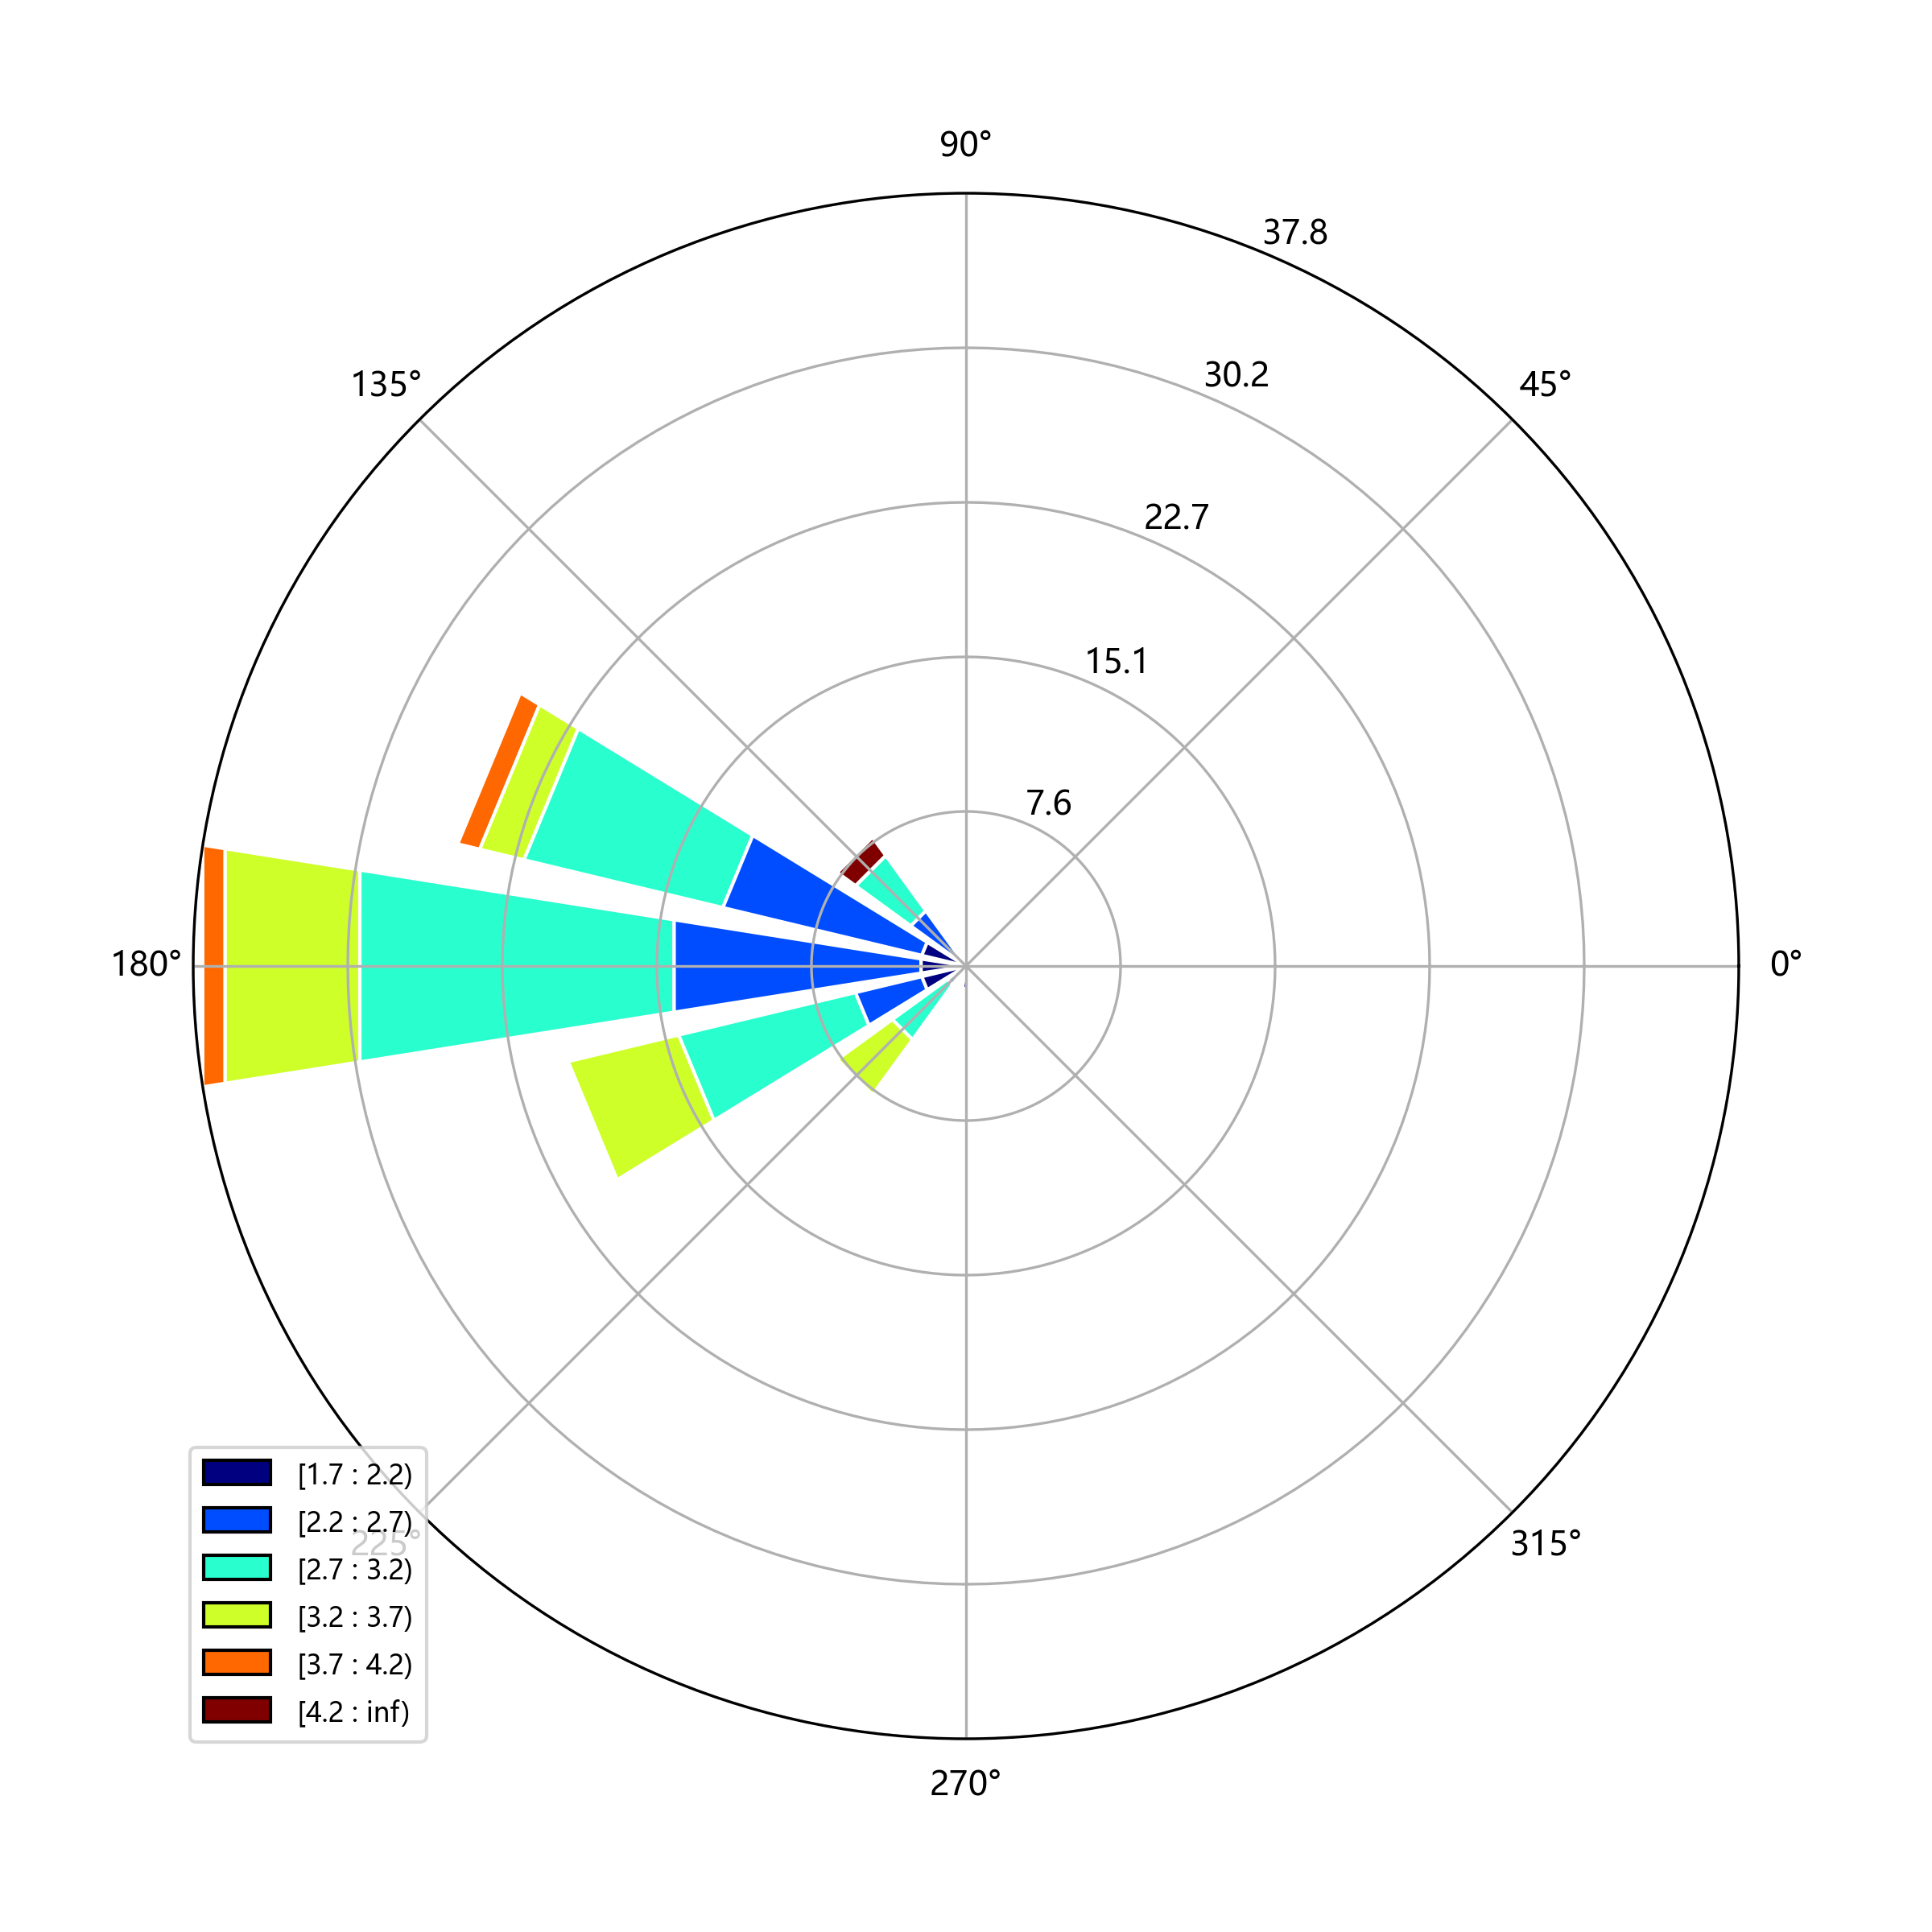 90°
37.8
135°
30.2
45°
22.7
15.1
7.6
180°
0°
[1.7 : 2.2)
[2.2 : 2.7)
225°
[2.7 : 3.2)
[3.2 : 3.7)
[3.7 : 4.2)
[4.2 : inf)
315°
270°